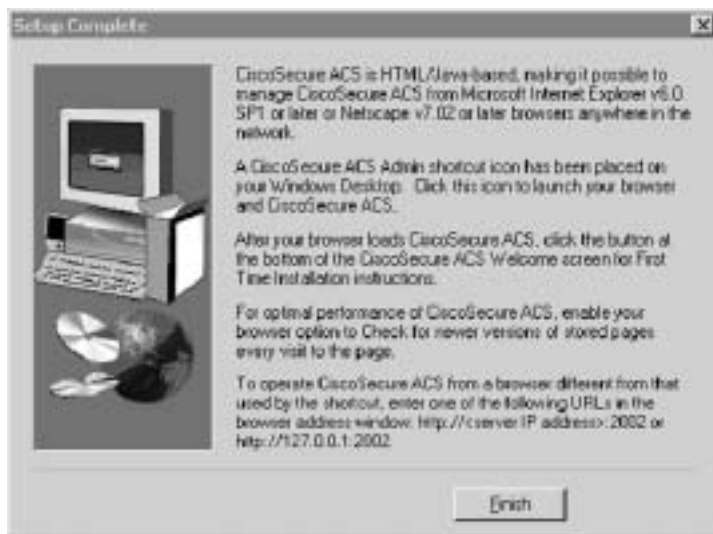 Setup Complete
CiscoSecure ACS is HTML/Java-based, making it possible to
manage CiscoSecure ACS from Microsoft Internet Explorer v6.0
SP1 or later or Netscape v7.02 or later browsers anywhere in the
network.
A CiscoSecure ACS Admin shortcut icon has been placed on
your Windows Desktop. Click this icon to launch your browser
and CiscoSecure ACS.
After your browser loads CiscoSecure ACS, click the button at
the bottom of the CiscoSecure ACS Welcome screen for First
Time Installation instructions.
For optimal performance of CiscoSecure ACS, enable your
browser option to Check for newer versions of stored pages
every visit to the page.
To operate CiscoSecure ACS from a browser different from that
used by the shortcut, enter one of the following URLs in the
browser address window: http://<server IP address>:2002 or
http://127.0.0.1:2002
Finish